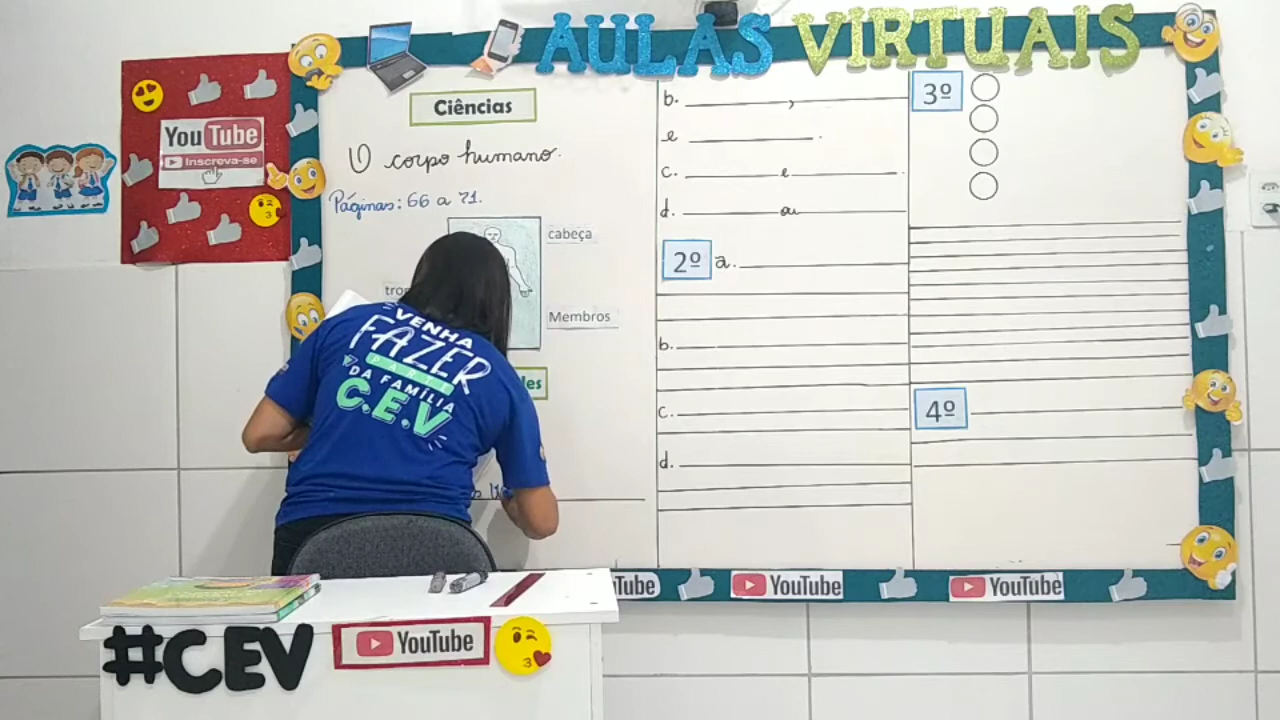 AULAS VIRTUAIS
YouTube
Inscreva-se
Ciências
O corpo humano.
Páginas: 66 a 71.
cabeça
Membros
b. ,
e .
c. e .
d. ou
2º a.
b.
c.
d.
3º
4º
VENHA
FAZER
PARTE
DA FAMÍLIA
C.E.V
YouTube
YouTube
#CEV
YouTube